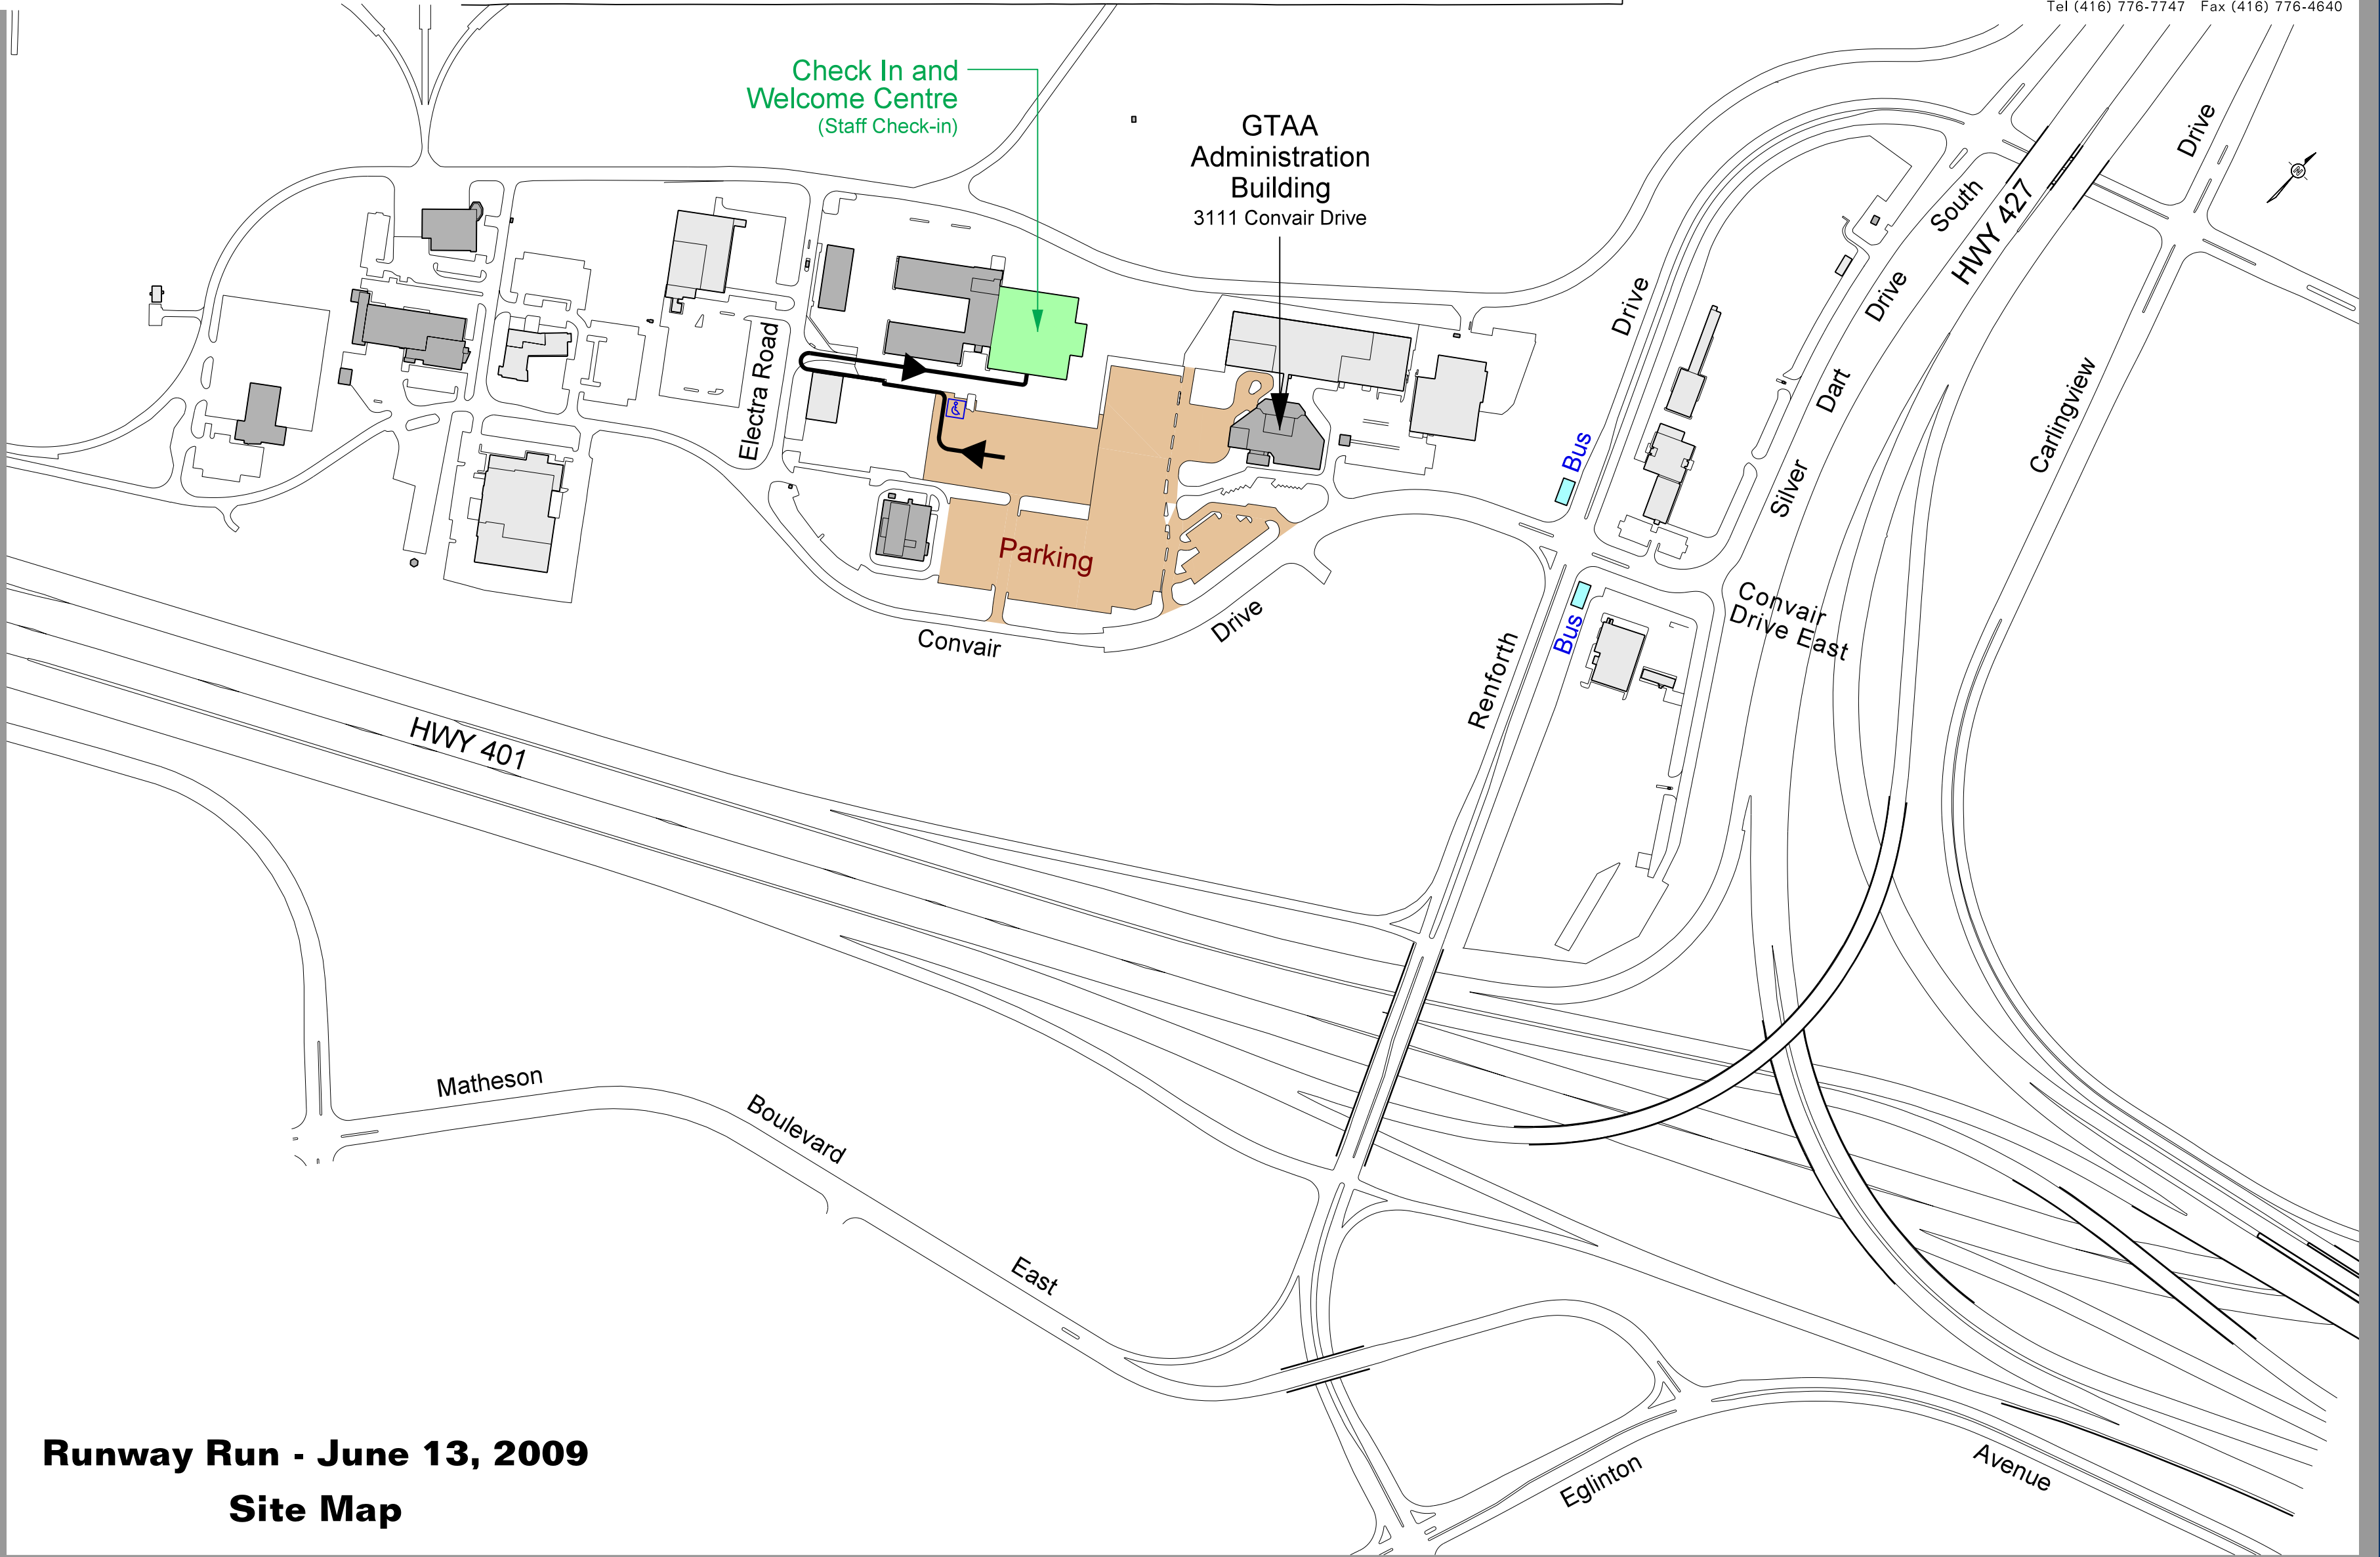 Tel (416) 776-7747 Fax (416) 776-4640
Check In and
Welcome Centre
(Staff Check-in)
GTAA
Administration
Building
3111 Convair Drive
Drive
South
HWY 427
Drive
Drive
Dart
Silver
Carlingview
Electra Road
Bus
Parking
Convair
Drive
Bus
Convair
Drive East
Renforth
HWY 401
Matheson
Boulevard
East
Eglinton
Avenue
Runway Run - June 13, 2009
Site Map